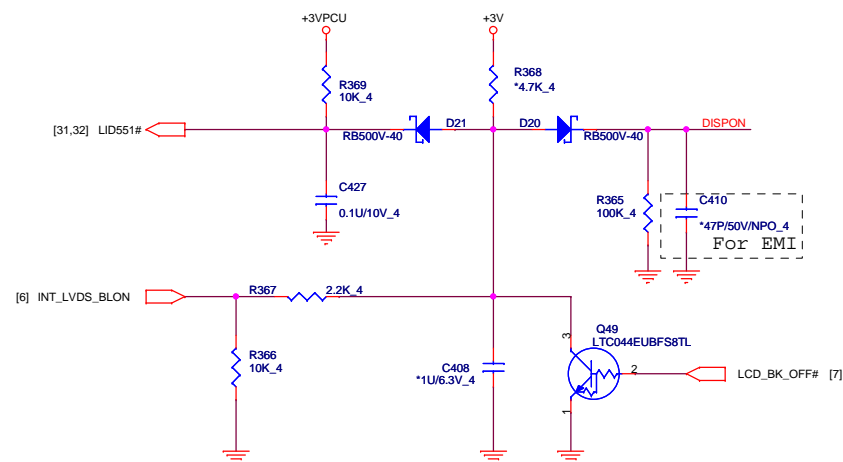 +3VPCU
+3V
R369
10K_4
R368
*4.7K_4
[31,32] LID551#
D21
D20
DISPON
RB500V-40
RB500V-40
C427
0.1U/10V_4
R365
100K_4
C410
*47P/50V/NPO_4
For EMI
[6] INT_LVDS_BLON
R367
2.2K_4
3
Q49
LTC044EUBFS8TL
R366
10K_4
C408
*1U/6.3V_4
2
LCD_BK_OFF# [7]
1